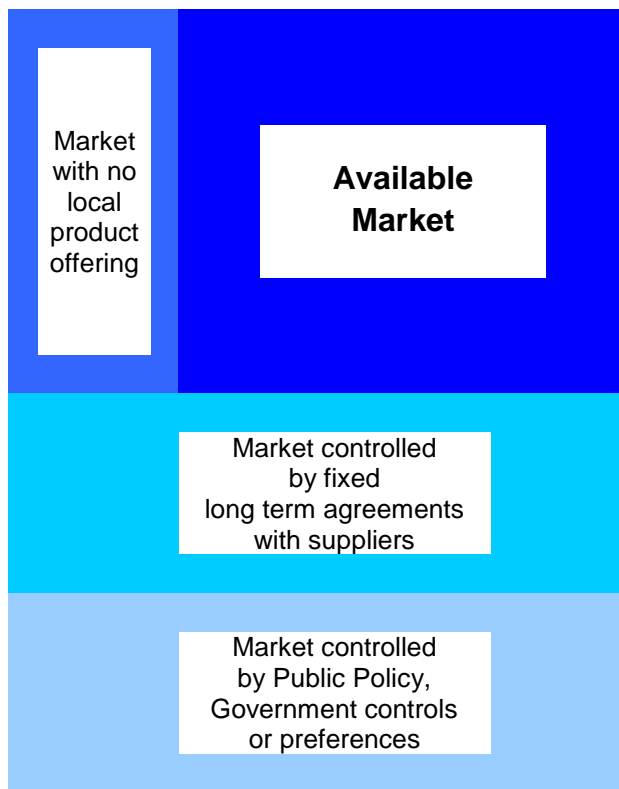 Market
with no
local
product
offering
Available
Market
Market controlled
by fixed
long term agreements
with suppliers
Market controlled
by Public Policy,
Government controls
or preferences